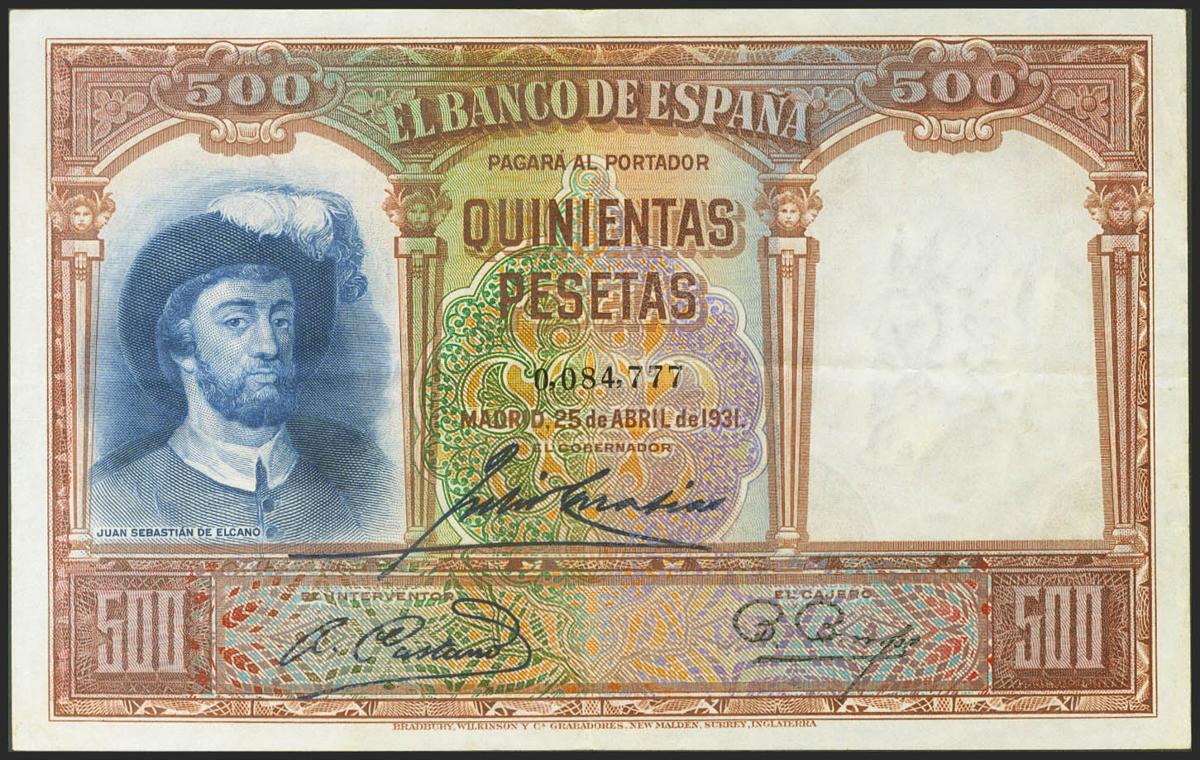 500
500
EL BANCO DE ESPAÑA
PAGARÁ AL PORTADOR
QUINIENTAS
PESETAS
0,084,777
MADRID, 25 de ABRIL de 1931.
EL GOBERNADOR
JUAN SEBASTIÁN DE ELCANO
EL INTERVENTOR
EL CAJERO
500
500
BRADBURY, WILKINSON Y Cª GRABADORES, NEW MALDEN, SURREY, INGLATERRA